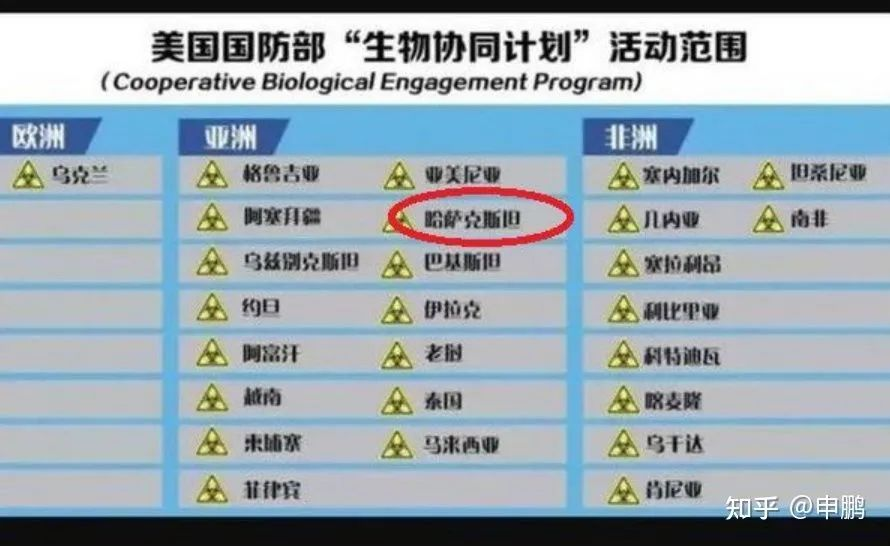 美国国防部“生物协同计划”活动范围
(Cooperative Biological Engagement Program)
欧洲 亚洲 非洲
乌克兰 格鲁吉亚 亚美尼亚 塞内加尔 坦桑尼亚
阿塞拜疆 哈萨克斯坦 几内亚 南非
乌兹别克斯坦 巴基斯坦 塞拉利昂
约旦 伊拉克 利比里亚
阿富汗 老挝 科特迪瓦
越南 泰国 喀麦隆
柬埔寨 马来西亚 乌干达
菲律宾 肯尼亚
知乎 @申鹏